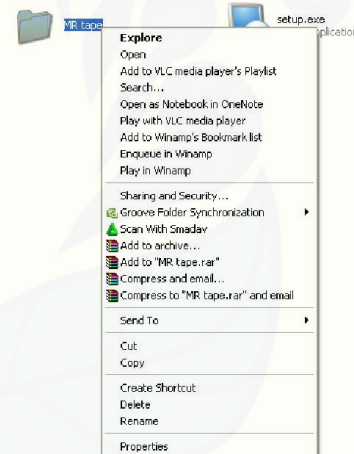 MR tape
setup.exe
plication
Explore
Open
Add to VLC media player's Playlist
Search...
Open as Notebook in OneNote
Play with VLC media player
Add to Winamp's Bookmark list
Enqueue in Winamp
Play in Winamp
Sharing and Security...
Groove Folder Synchronization
Scan With Smadav
Add to archive...
Add to "MR tape.rar"
Compress and email...
Compress to "MR tape.rar" and email
Send To
Cut
Copy
Create Shortcut
Delete
Rename
Properties